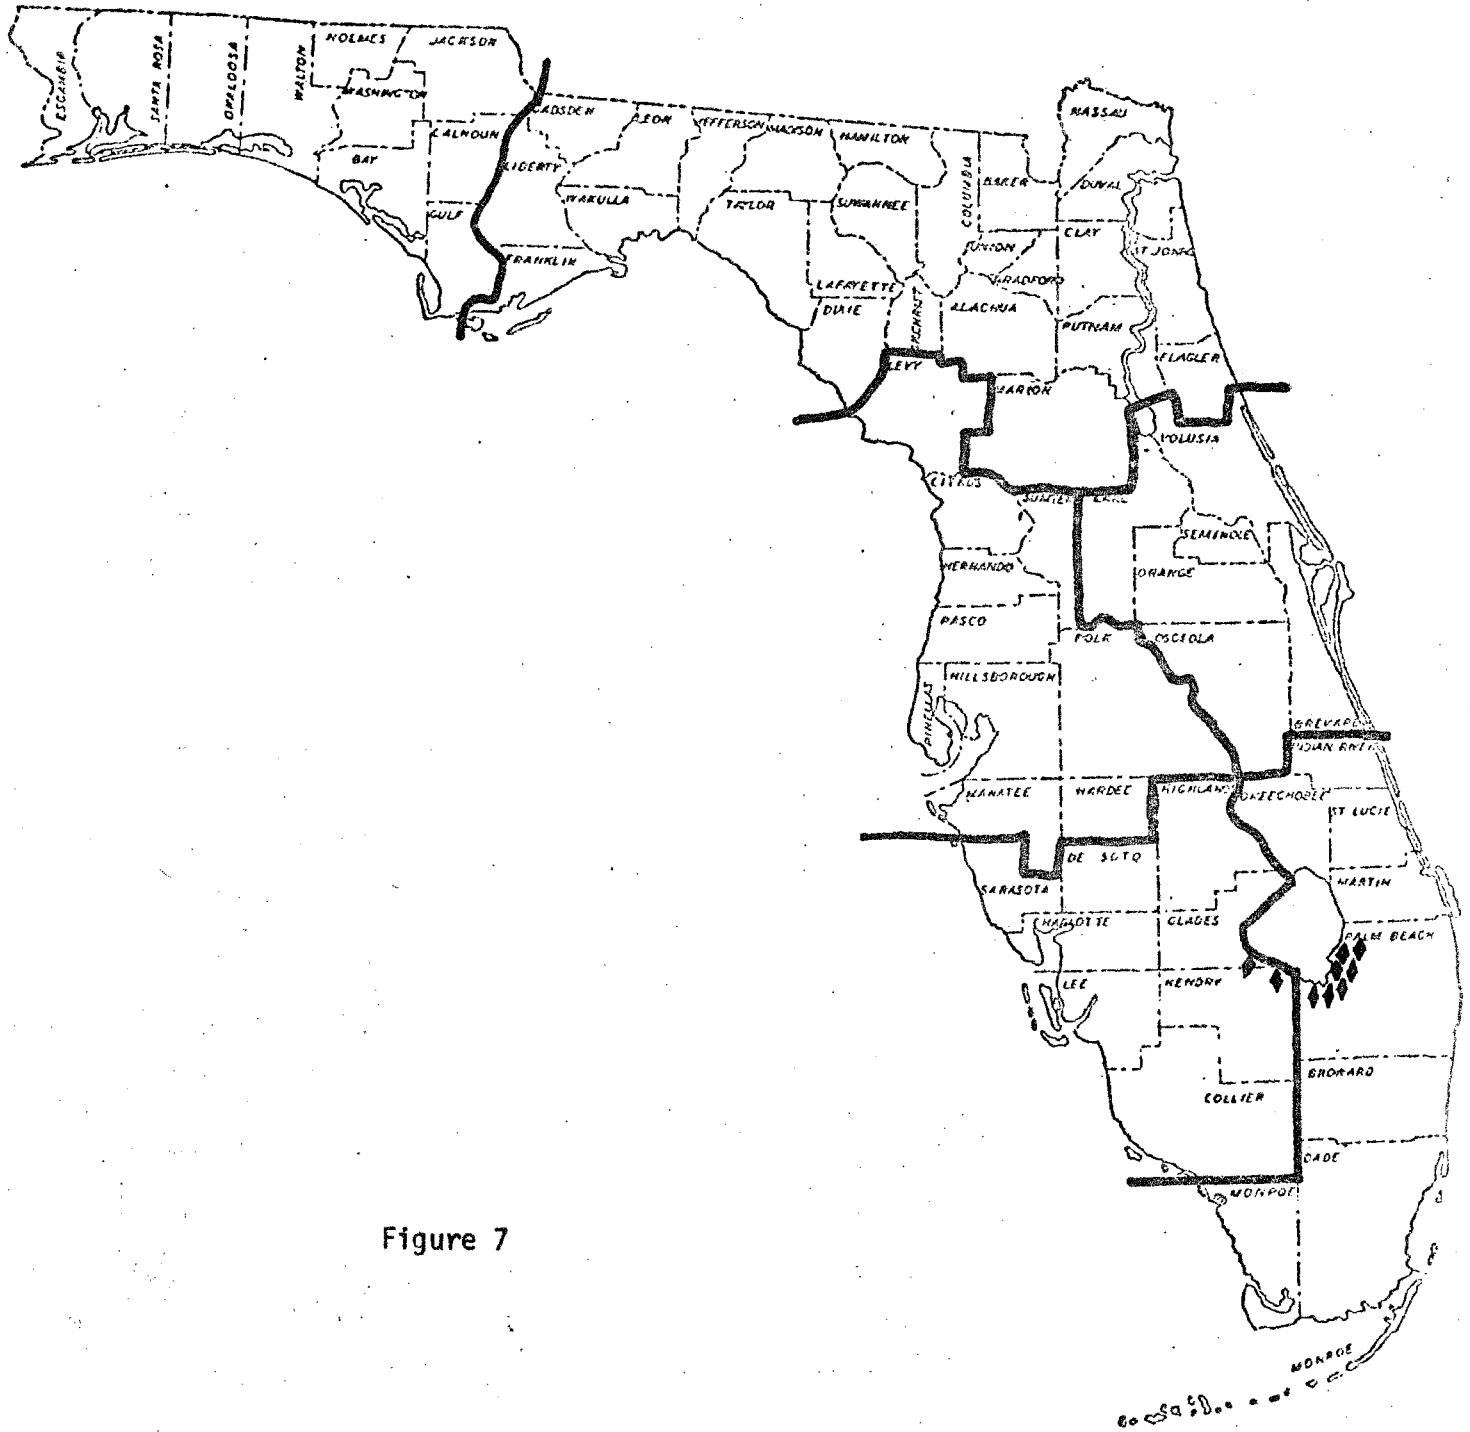 HOLMES
JACKSON
ESCAMBIA
SANTA ROSA
OKALOOSA
WALTON
WASHINGTON
BAY
CALHOUN
GULF
GADSDEN
LIBERTY
FRANKLIN
LEON
WAKULLA
JEFFERSON
MADISON
TAYLOR
HAMILTON
SUWANNEE
LAFAYETTE
DIXIE
COLUMBIA
BAKER
NASSAU
DUVAL
UNION
BRADFORD
CLAY
ST JOHNS
GILCHRIST
ALACHUA
PUTNAM
FLAGLER
LEVY
MARION
VOLUSIA
CITRUS
SUMTER
LAKE
SEMINOLE
ORANGE
HERNANDO
PASCO
POLK
OSCEOLA
HILLSBOROUGH
PINELLAS
BREVARD
INDIAN RIVER
MANATEE
HARDEE
HIGHLANDS
OKEECHOBEE
ST LUCIE
DE SOTO
SARASOTA
MARTIN
CHARLOTTE
GLADES
PALM BEACH
LEE
HENDRY
BROWARD
COLLIER
DADE
MONROE
MONROE
Figure 7